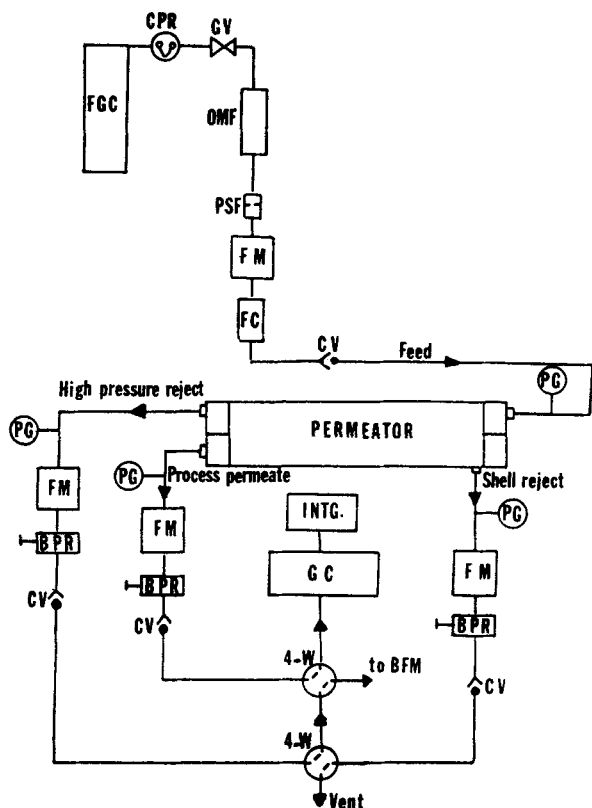 CPR
GV
FGC
OMF
PSF
FM
FC
CV
Feed
PG
High pressure reject
PG
PERMEATOR
PG
Process permeate
Shell reject
PG
FM
FM
INTG.
GC
FM
BPR
BPR
BPR
CV
CV
CV
4-W
to BFM
4-W
Vent